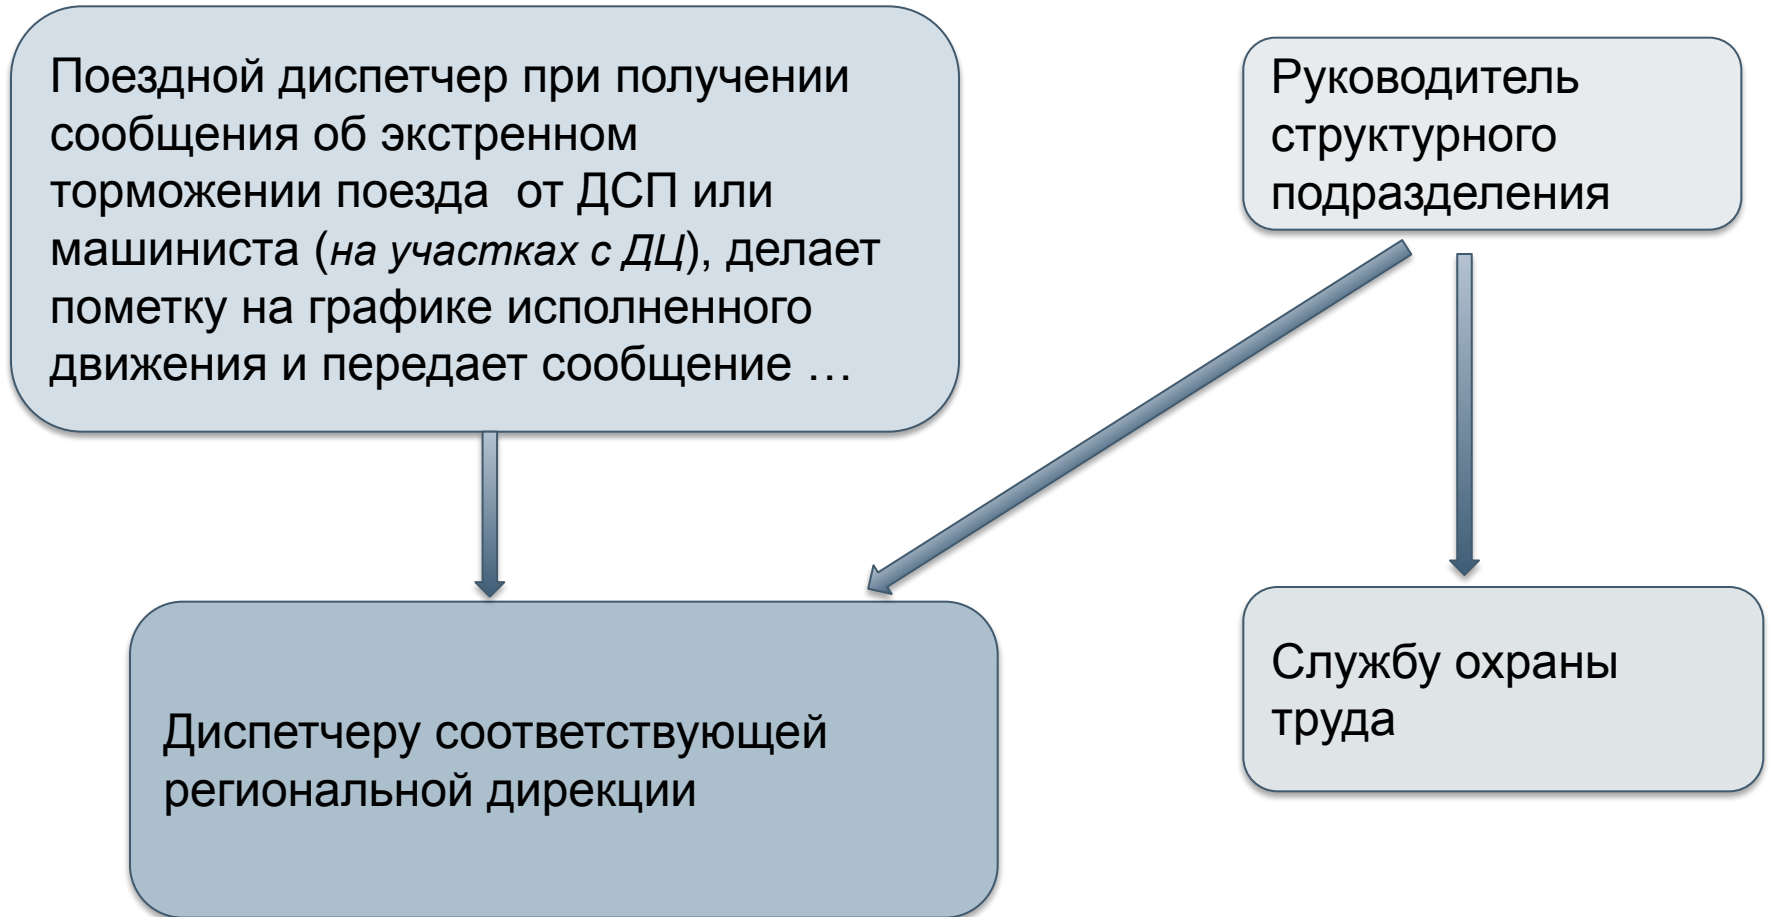 Поездной диспетчер при получении
сообщения об экстренном
торможении поезда  от ДСП или
машиниста (на участках с ДЦ), делает
пометку на графике исполненного
движения и передает сообщение …
Руководитель
структурного
подразделения
Диспетчеру соответствующей
региональной дирекции
Службу охраны
труда